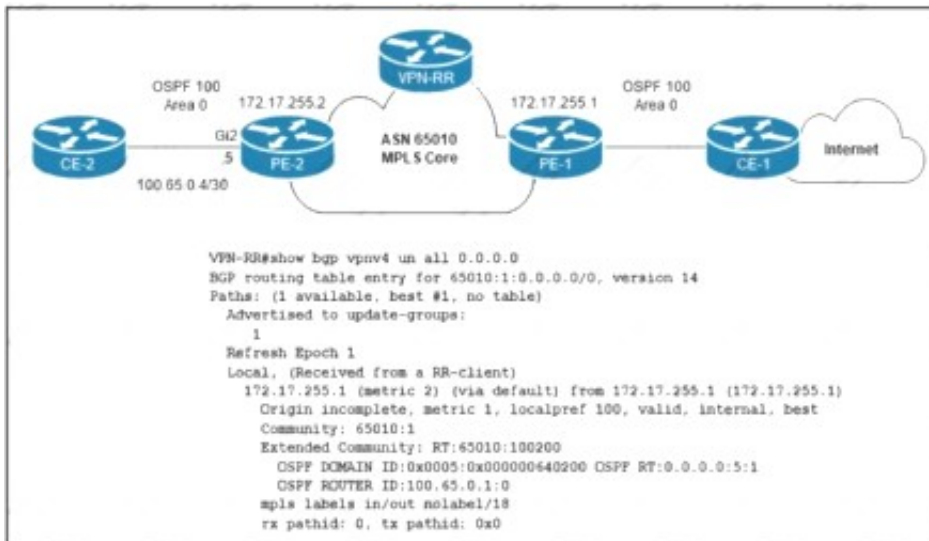 VPN-RR
OSPF 100
Area 0
172.17.255.2
172.17.255.1
OSPF 100
Area 0
ASN 65010
MPLS Core
Gi2
.5
CE-2
PE-2
PE-1
CE-1
Internet
100.65.0.4/30
VPN-RR#show bgp vpnv4 un all 0.0.0.0
BGP routing table entry for 65010:1:0.0.0.0/0, version 14
Paths: (1 available, best #1, no table)
Advertised to update-groups:
1
Refresh Epoch 1
Local, (Received from a RR-client)
172.17.255.1 (metric 2) (via default) from 172.17.255.1 (172.17.255.1)
Origin incomplete, metric 1, localpref 100, valid, internal, best
Community: 65010:1
Extended Community: RT:65010:100200
OSPF DOMAIN ID:0x0005:0x000000640200 OSPF RT:0.0.0.0:5:1
OSPF ROUTER ID:100.65.0.1:0
mpls labels in/out nolabel/18
rx pathid: 0, tx pathid: 0x0